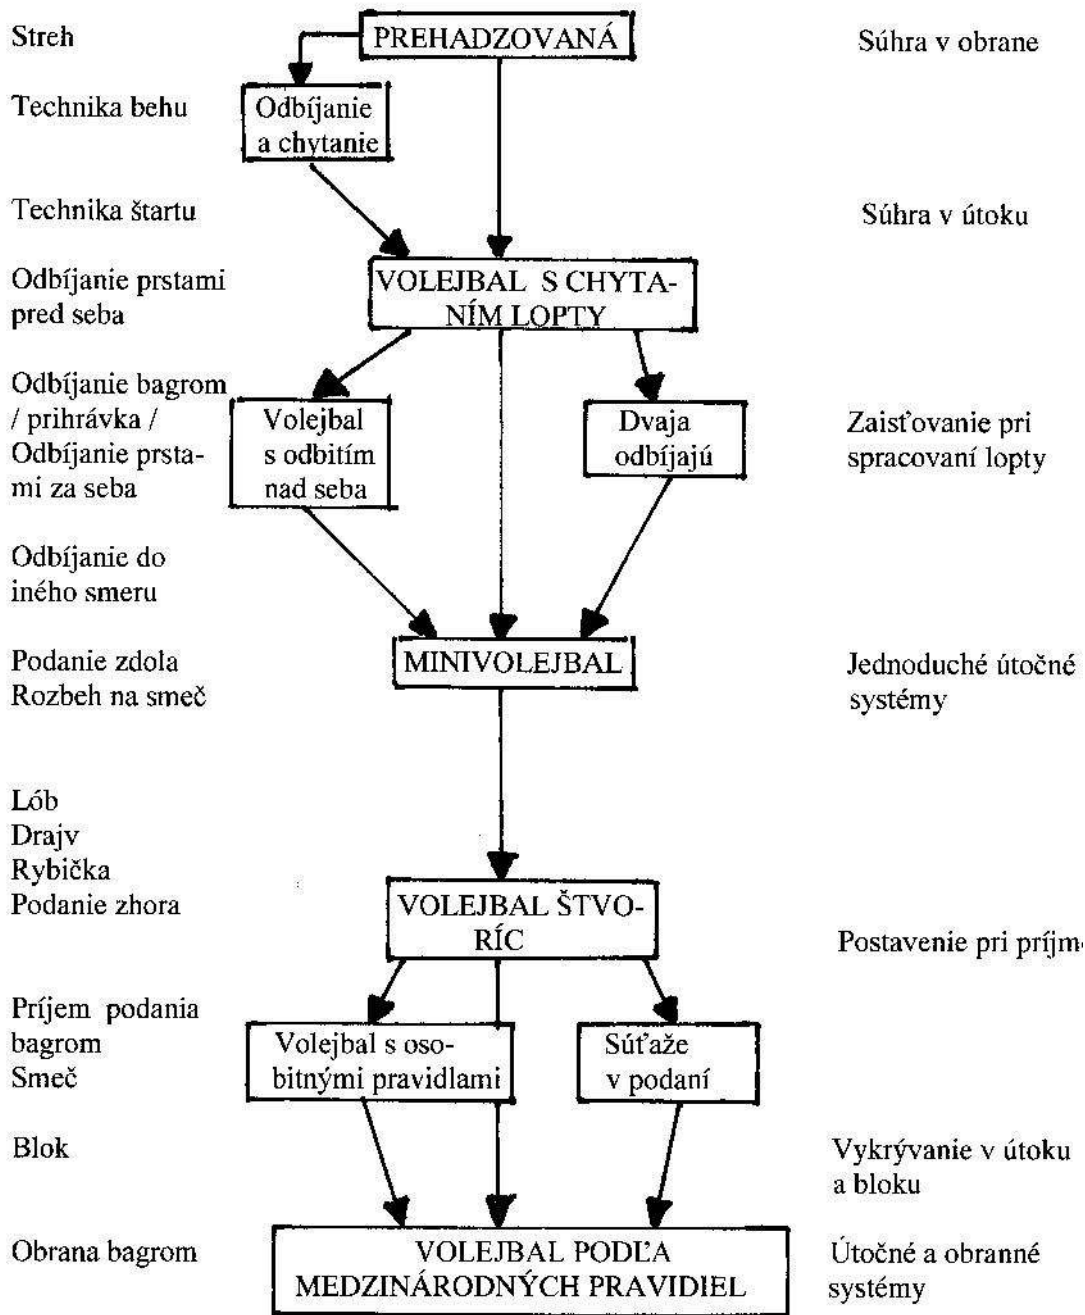 Streh
PREHADZOVANÁ
Súhra v obrane
Technika behu
Odbíjanie
a chytanie
Technika štartu
Súhra v útoku
Odbíjanie prstami
pred seba
VOLEJBAL S CHYTA-
NÍM LOPTY
Odbíjanie bagrom
/ prihrávka /
Odbíjanie prsta-
mi za seba
Volejbal
s odbitím
nad seba
Dvaja
odbíjajú
Zaisťovanie pri
spracovaní lopty
Odbíjanie do
iného smeru
Podanie zdola
Rozbeh na smeč
MINIVOLEJBAL
Jednoduché útočné
systémy
Lób
Drajv
Rybička
Podanie zhora
VOLEJBAL ŠTVO-
RÍC
Postavenie pri príjm
Príjem podania
bagrom
Smeč
Volejbal s oso-
bitnými pravidlami
Súťaže
v podaní
Blok
Vykrývanie v útoku
a bloku
Obrana bagrom
VOLEJBAL PODĽA
MEDZINÁRODNÝCH PRAVIDIEL
Útočné a obranné
systémy